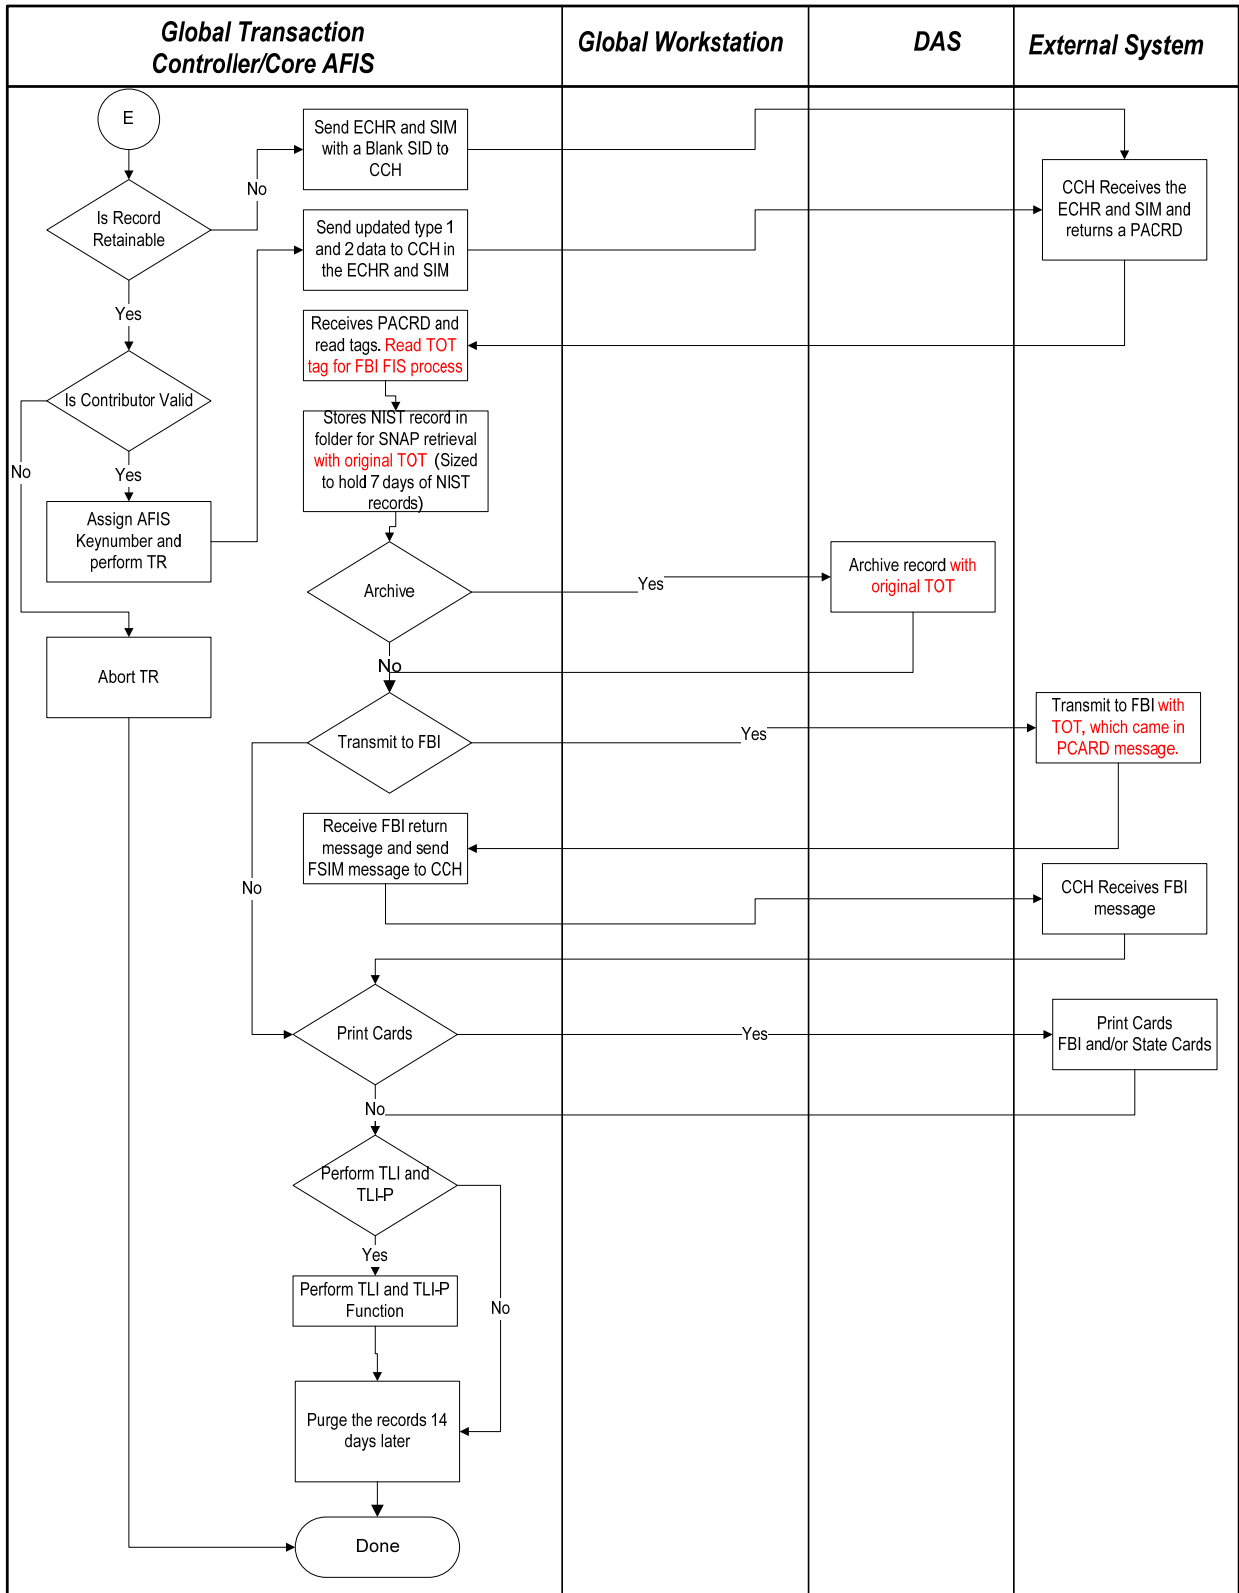 Global Transaction
Controller/Core AFIS
Global Workstation
DAS
External System
E
Send ECHR and SIM
with a Blank SID to
CCH
No
Is Record
Retainable
CCH Receives the
ECHR and SIM and
returns a PACRD
Send updated type 1
and 2 data to CCH in
the ECHR and SIM
Yes
Receives PACRD and
read tags. Read TOT
tag for FBI FIS process
Is Contributor Valid
Stores NIST record in
folder for SNAP retrieval
with original TOT (Sized
to hold 7 days of NIST
records)
No
Yes
Assign AFIS
Keynumber and
perform TR
Archive
Yes
Archive record with
original TOT
No
Abort TR
Transmit to FBI
Yes
Transmit to FBI with
TOT, which came in
PCARD message.
Receive FBI return
message and send
FSIM message to CCH
No
CCH Receives FBI
message
Print Cards
Yes
Print Cards
FBI and/or State Cards
No
Perform TLI and
TLI-P
Yes
Perform TLI and TLI-P
Function
No
Purge the records 14
days later
Done